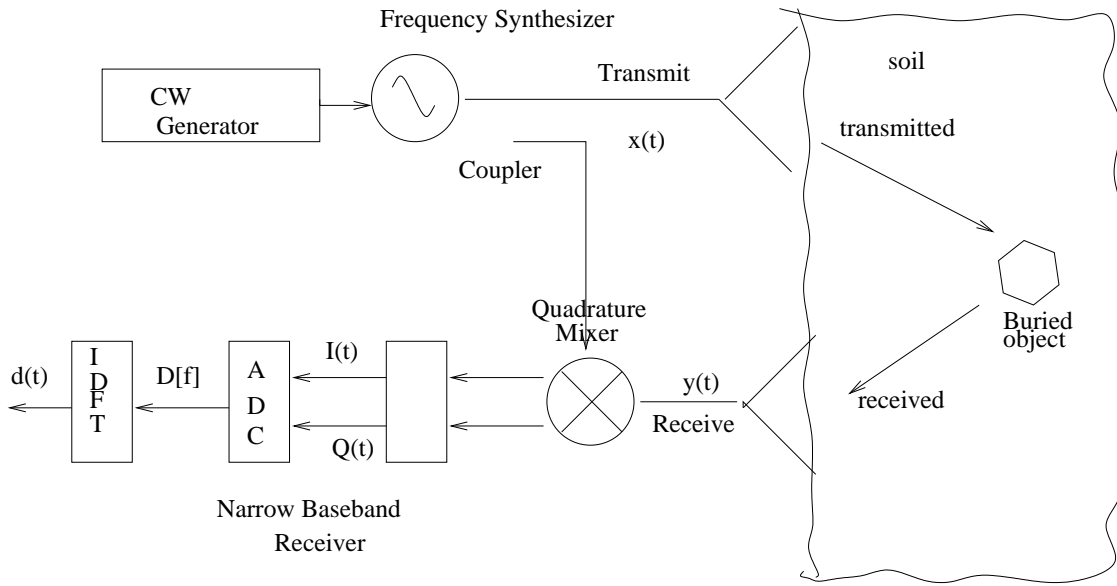 Frequency Synthesizer
CW
Generator
Transmit
x(t)
Coupler
soil
transmitted
Buried
object
received
Quadrature
Mixer
y(t)
Receive
I(t)
Q(t)
A
D
C
D[f]
I
D
F
T
d(t)
Narrow Baseband
Receiver